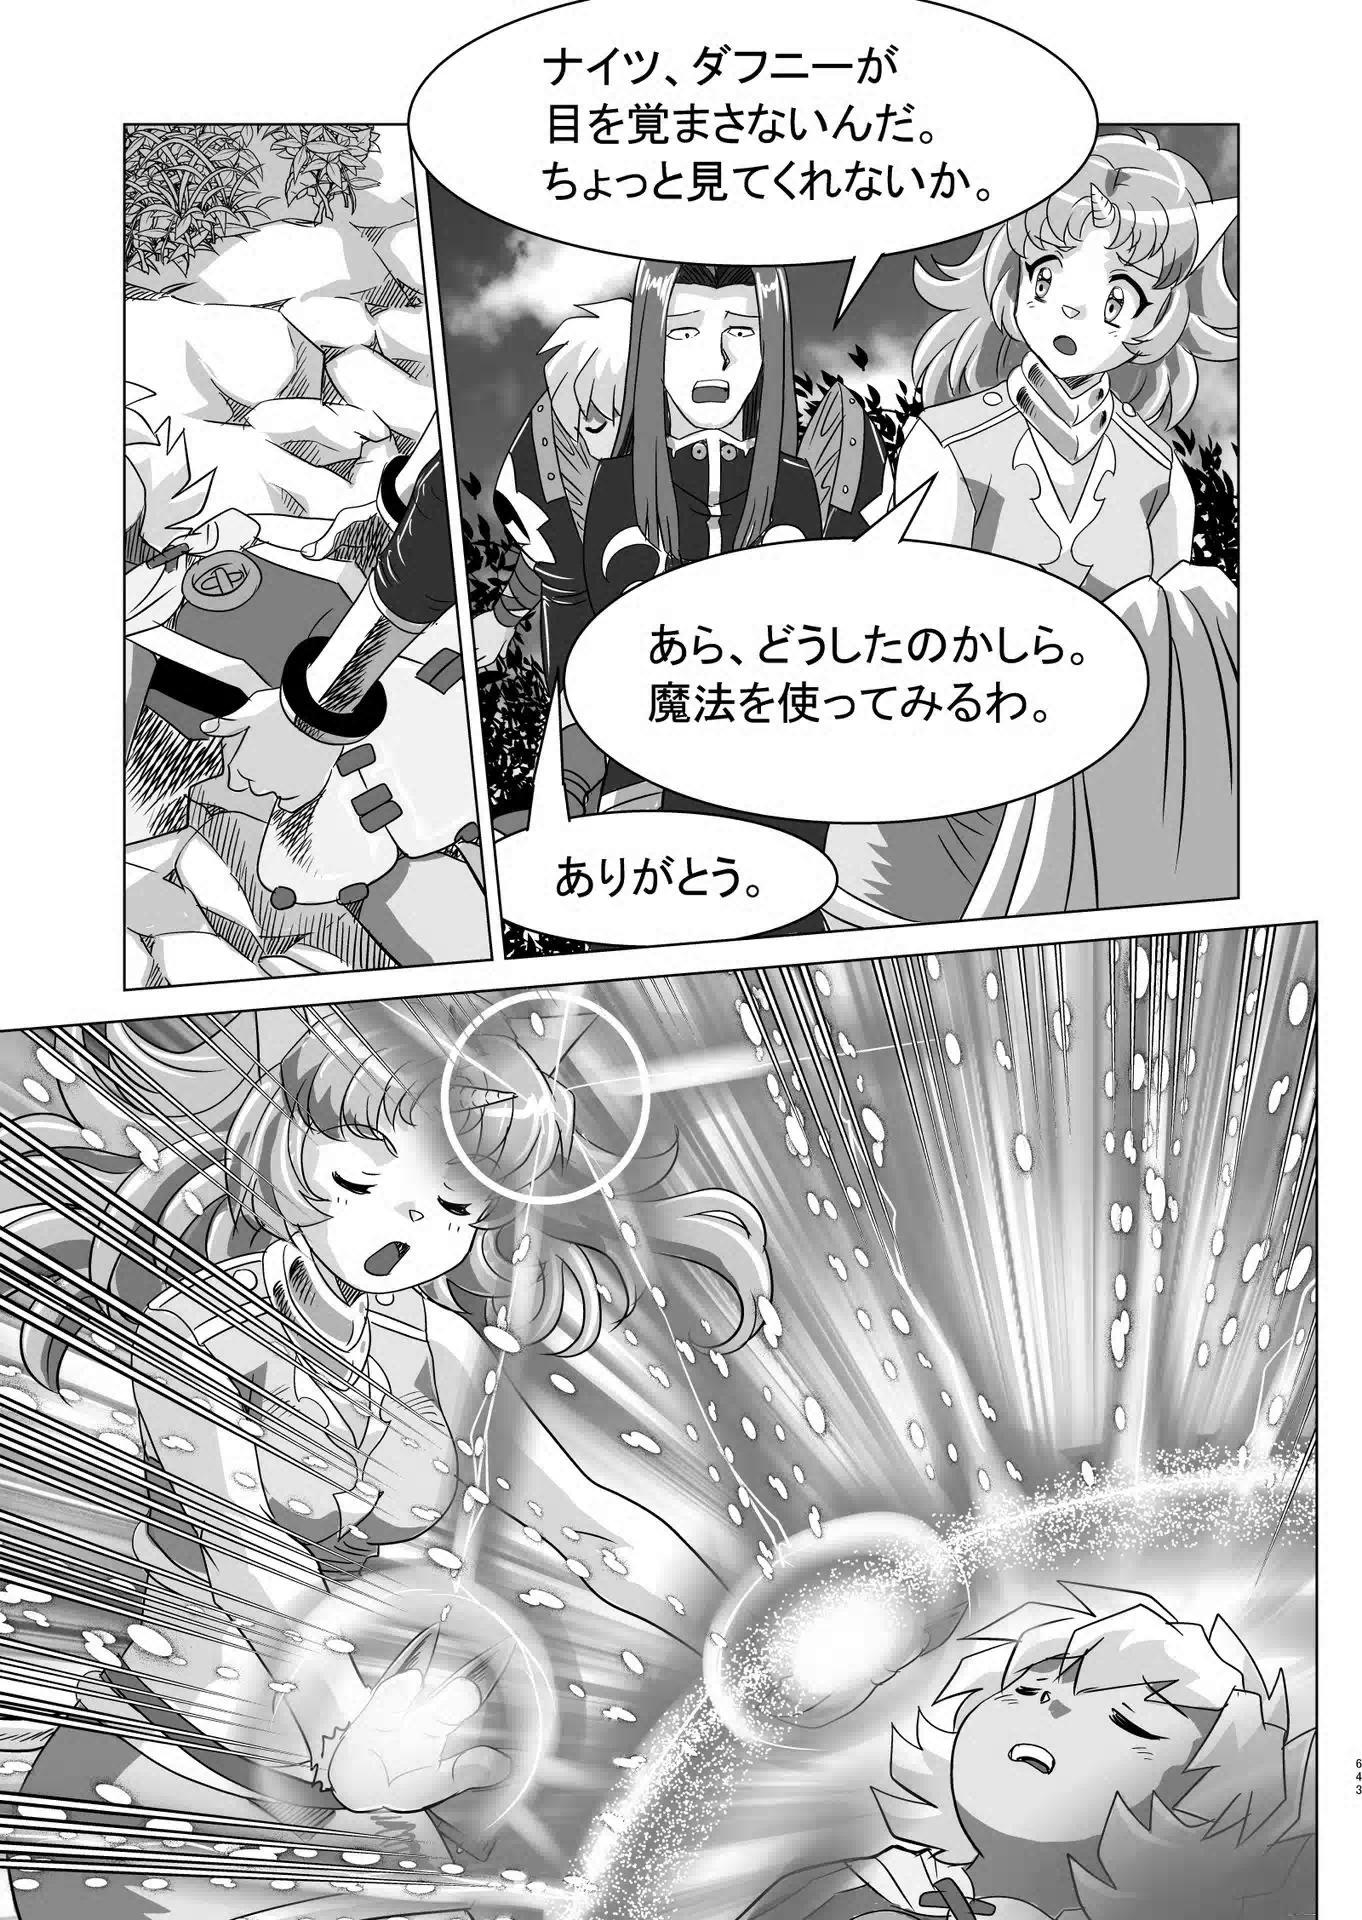 ナイツ、ダフニーが
目を覚まさないんだ。
ちょっと見てくれないか。
あら、どうしたのかしら。
魔法を使ってみるわ。
ありがとう。
643